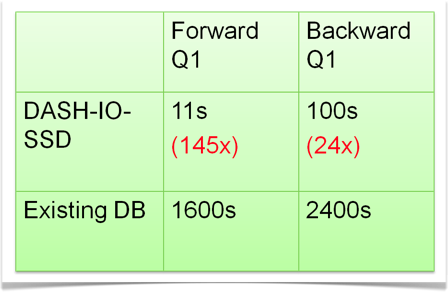 Forward Backward
Q1 Q1
DASH-IO- 11s 100s
SSD (145x) (24x)
Existing DB 1600s 2400s